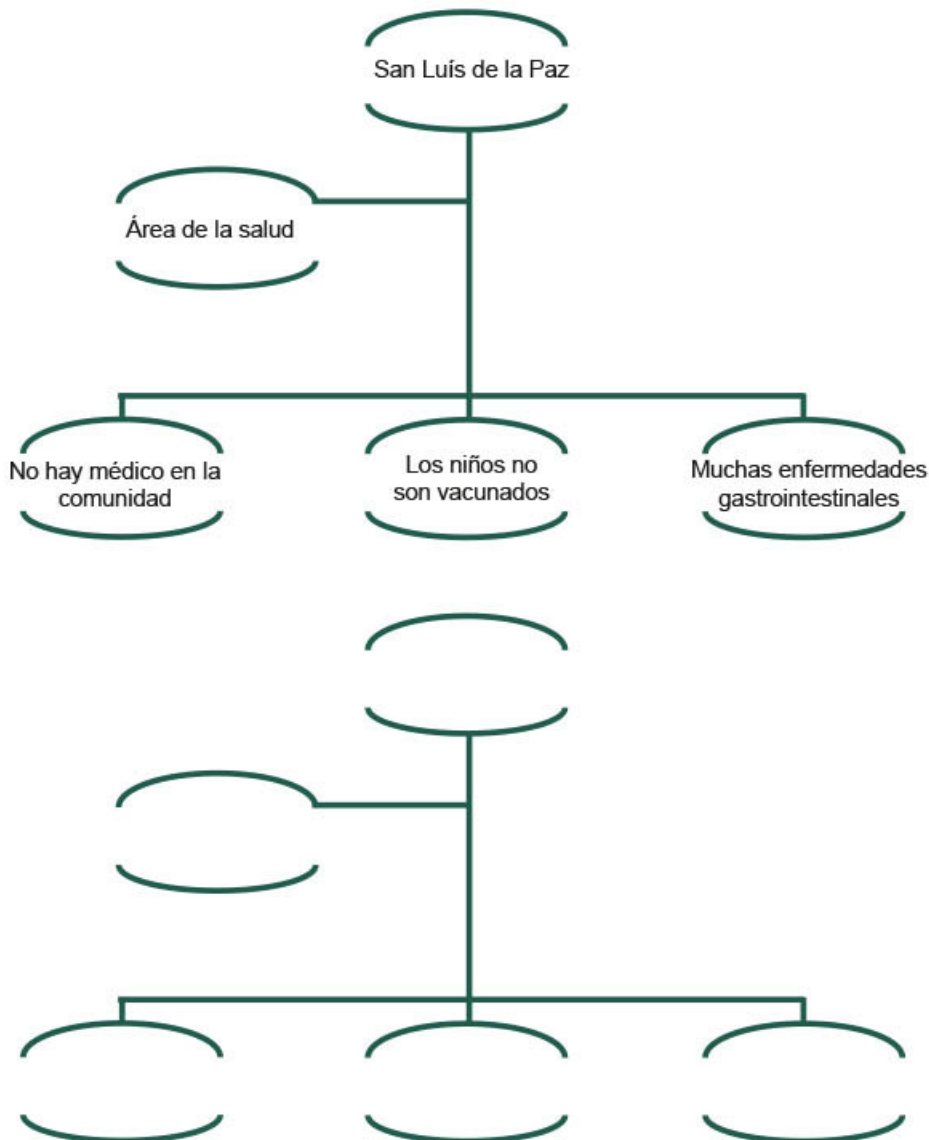 San Luís de la Paz
Área de la salud
No hay médico en la
comunidad
Los niños no
son vacunados
Muchas enfermedades
gastrointestinales